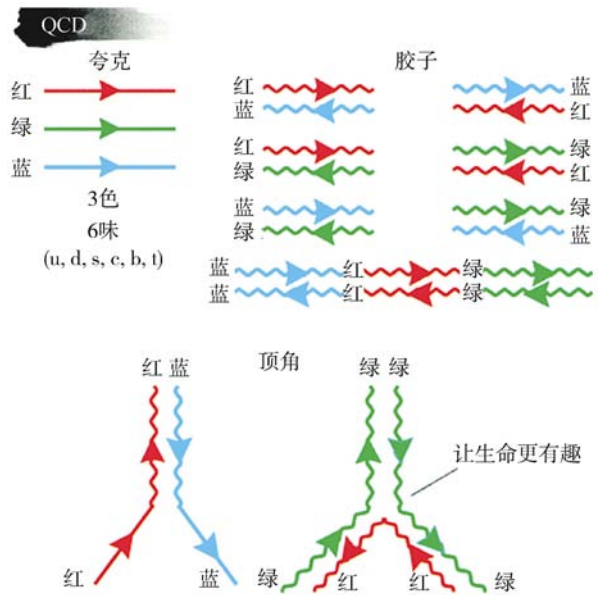 QCD
夸克
红
绿
蓝
3色
6味
(u, d, s, c, b, t)
胶子
红
蓝
蓝
红
红
绿
绿
红
蓝
绿
绿
蓝
蓝 红 绿
蓝 红 绿
顶角
红 蓝
绿 绿
让生命更有趣
红 蓝
绿 红 红 绿